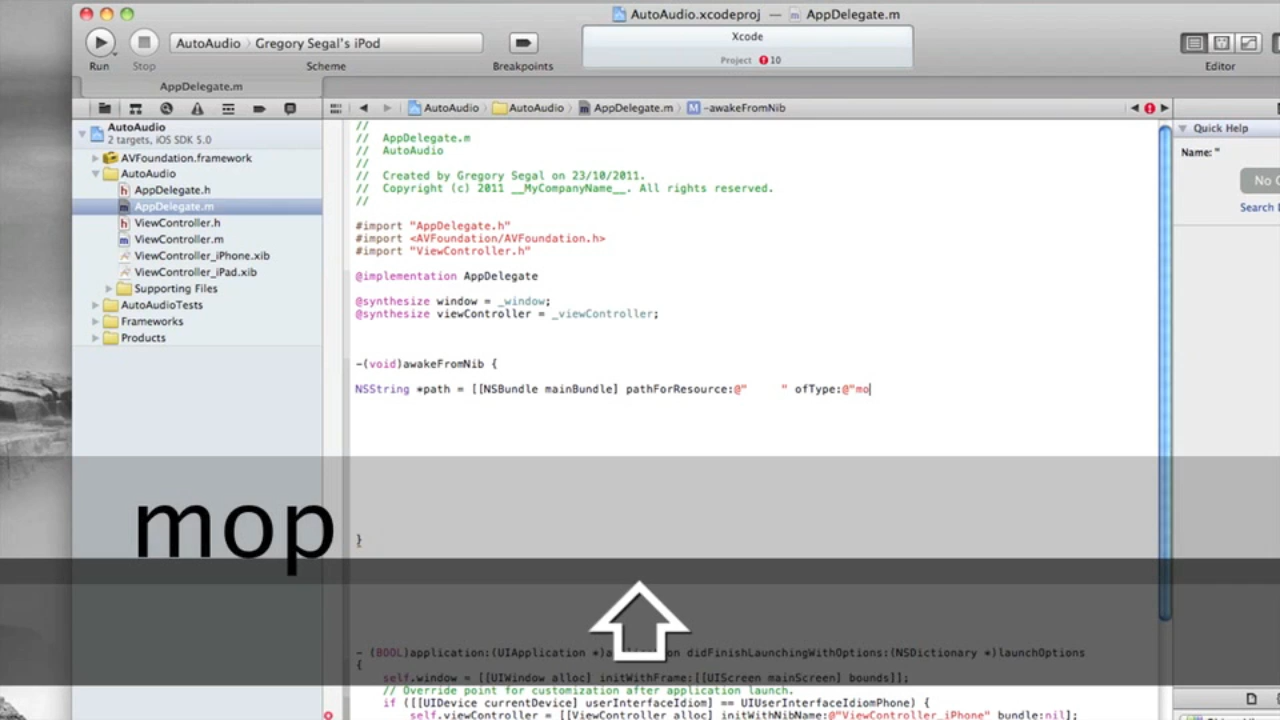 AutoAudio.xcodeproj — AppDelegate.m
AutoAudio › Gregory Segal's iPod
Run Stop Scheme Breakpoints Editor
Xcode
Project 10
AppDelegate.m
AutoAudio AutoAudio AppDelegate.m M -awakeFromNib
AutoAudio
2 targets, iOS SDK 5.0
AVFoundation.framework
AutoAudio
h AppDelegate.h
m AppDelegate.m
h ViewController.h
m ViewController.m
ViewController_iPhone.xib
ViewController_iPad.xib
Supporting Files
AutoAudioTests
Frameworks
Products
//
// AppDelegate.m
// AutoAudio
//
// Created by Gregory Segal on 23/10/2011.
// Copyright (c) 2011 __MyCompanyName__. All rights reserved.
//
#import "AppDelegate.h"
#import <AVFoundation/AVFoundation.h>
#import "ViewController.h"
@implementation AppDelegate
@synthesize window = _window;
@synthesize viewController = _viewController;
-(void)awakeFromNib {
NSString *path = [[NSBundle mainBundle] pathForResource:@" " ofType:@"mo
}
- (BOOL)application:(UIApplication *)application didFinishLaunchingWithOptions:(NSDictionary *)launchOptions
{
self.window = [[UIWindow alloc] initWithFrame:[[UIScreen mainScreen] bounds]];
// Override point for customization after application launch.
if ([[UIDevice currentDevice] userInterfaceIdiom] == UIUserInterfaceIdiomPhone) {
self.viewController = [[ViewController alloc] initWithNibName:@"ViewController_iPhone" bundle:nil];
Quick Help
Name: "
No
Search
mop